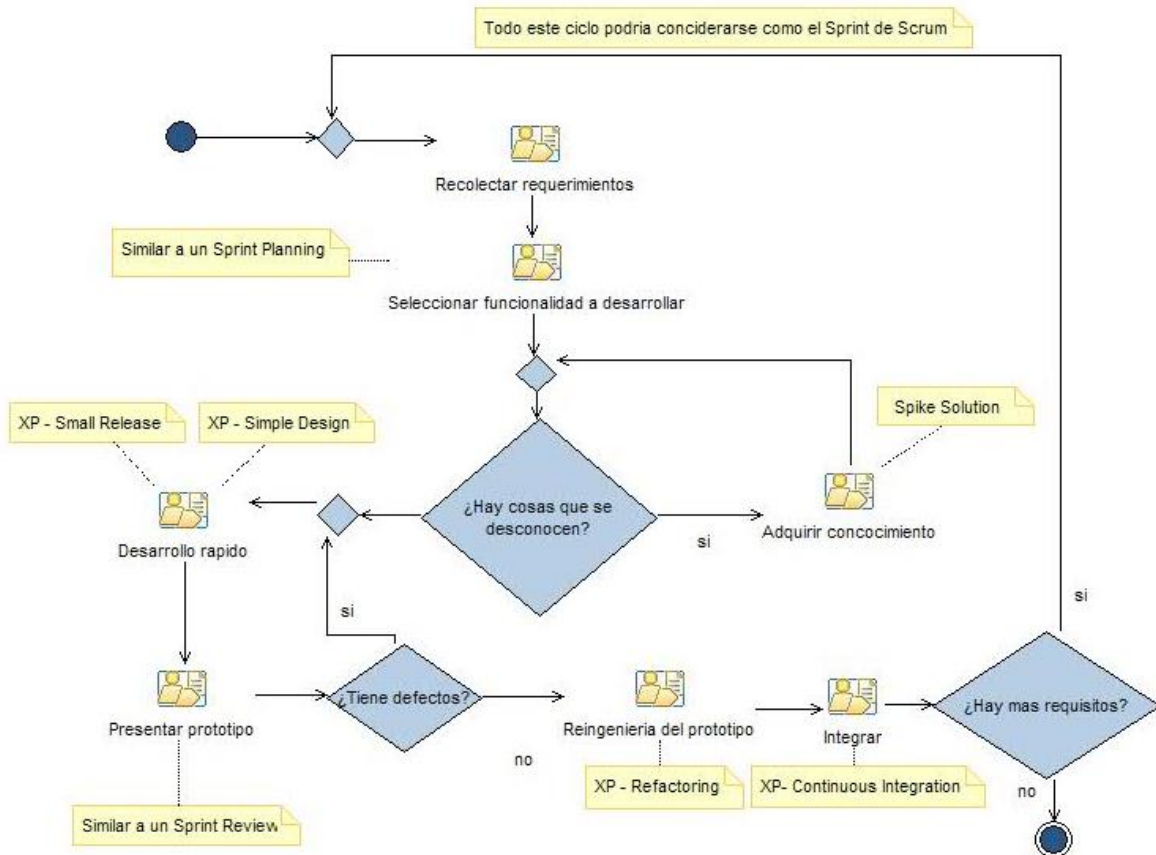 Todo este ciclo podria conciderarse como el Sprint de Scrum
Recolectar requerimientos
Similar a un Sprint Planning
Seleccionar funcionalidad a desarrollar
XP - Small Release
XP - Simple Design
Spike Solution
¿Hay cosas que se
desconocen?
si
Adquirir concocimiento
Desarrollo rapido
si
si
¿Tiene defectos?
Presentar prototipo
no
Reingenieria del prototipo
Integrar
¿Hay mas requisitos?
XP - Refactoring
XP- Continuous Integration
no
Similar a un Sprint Review